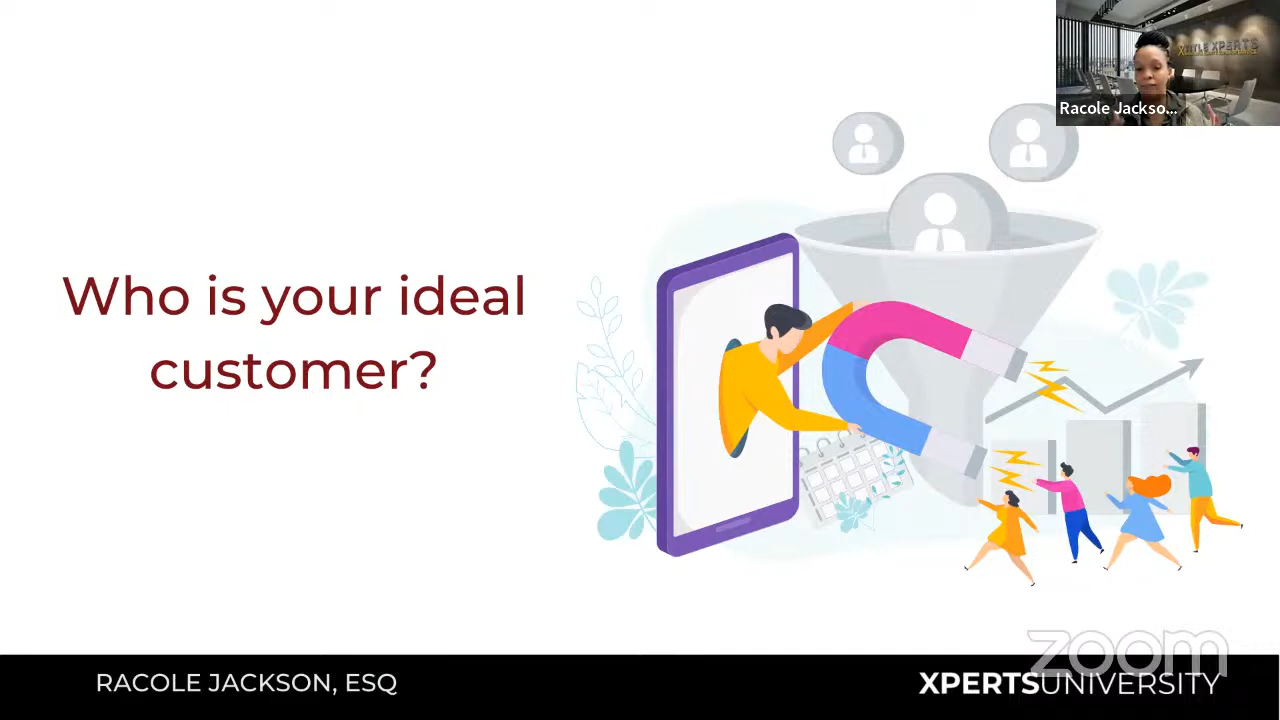 Racole Jackso...
Who is your ideal
customer?
zoom
RACOLE JACKSON, ESQ
XPERTSUNIVERSITY